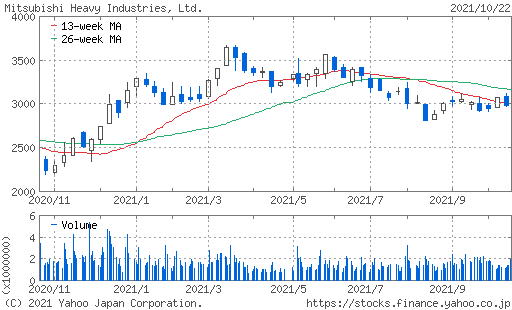 Mitsubishi Heavy Industries, Ltd. 2021/10/22
4000
13-week MA
26-week MA
3500
3000
2500
2000
2020/11 2021/1 2021/3 2021/5 2021/7 2021/9
6
Volume
4
2
0
(x1000000)
2020/11 2021/1 2021/3 2021/5 2021/7 2021/9
(C) 2021 Yahoo Japan Corporation. https://stocks.finance.yahoo.co.jp/